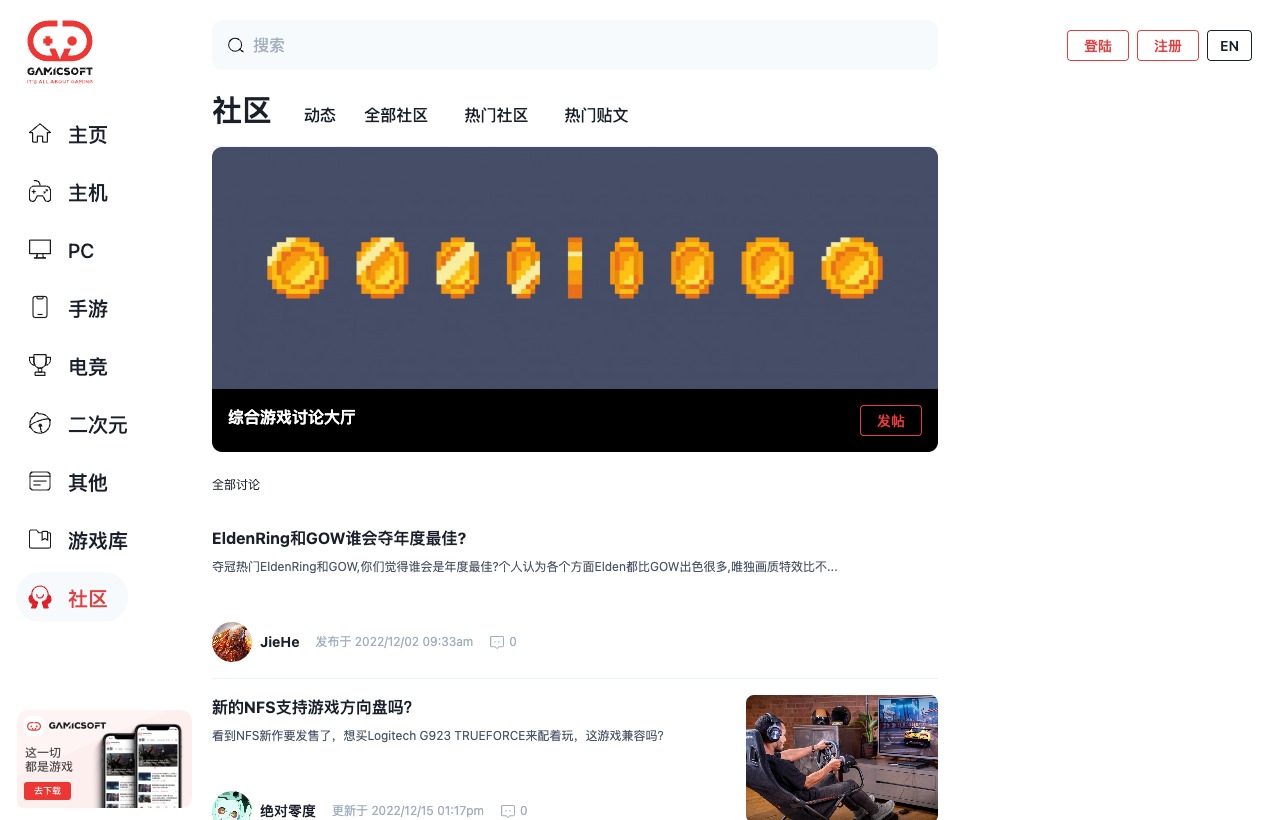 GAMICSOFT
IT'S ALL ABOUT GAMING
搜索
登陆
注册
EN
主页
主机
PC
手游
电竞
二次元
其他
游戏库
社区
GAMICSOFT
这一切
都是游戏
去下载
社区 动态 全部社区 热门社区 热门贴文
综合游戏讨论大厅
发帖
全部讨论
EldenRing和GOW谁会夺年度最佳?
夺冠热门EldenRing和GOW,你们觉得谁会是年度最佳?个人认为各个方面Elden都比GOW出色很多,唯独画质特效比不...
JieHe 发布于 2022/12/02 09:33am 0
新的NFS支持游戏方向盘吗?
看到NFS新作要发售了，想买Logitech G923 TRUEFORCE来配着玩，这游戏兼容吗?
绝对零度 更新于 2022/12/15 01:17pm 0